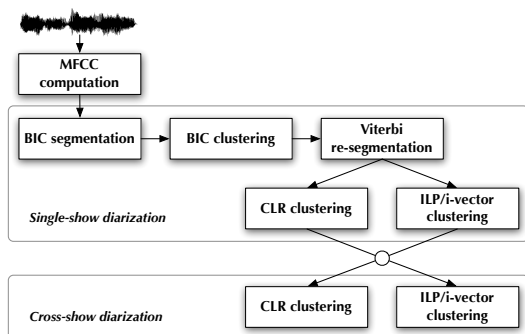 MFCC
computation
BIC segmentation
BIC clustering
Viterbi
re-segmentation
CLR clustering
ILP/i-vector
clustering
Single-show diarization
CLR clustering
ILP/i-vector
clustering
Cross-show diarization